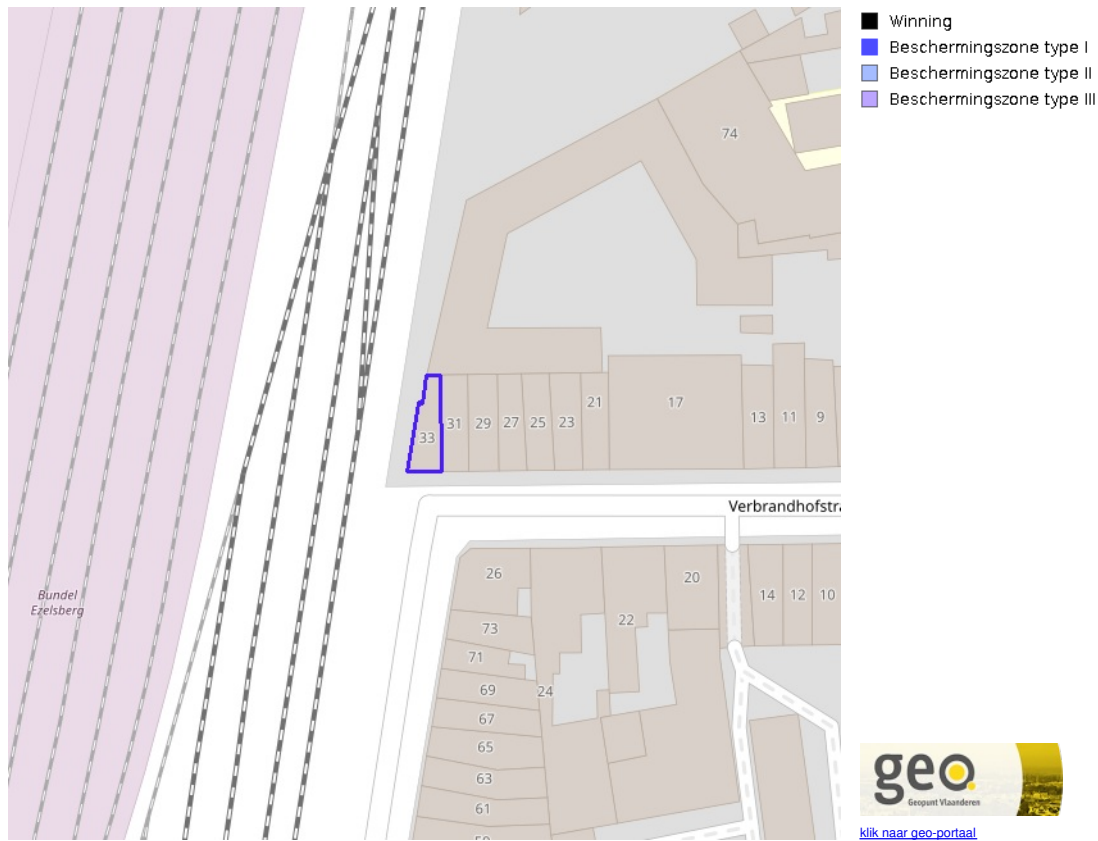 Winning
Beschermingszone type I
Beschermingszone type II
Beschermingszone type III
74
33
31
29
27
25
23
21
17
13
11
9
Verbrandhofstra
26
20
14
12
10
22
73
71
69
24
67
65
63
61
59
Bundel
Ezelsberg
geo.
Geopunt Vlaanderen
klik naar geo-portaal